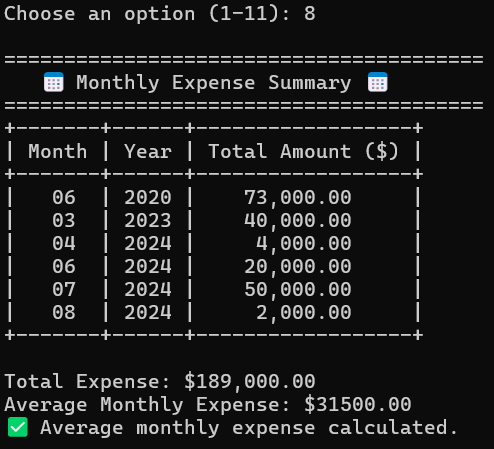 Choose an option (1-11): 8
========================================
📅 Monthly Expense Summary 📅
========================================
+-------+------+------------------+
| Month | Year | Total Amount ($) |
+-------+------+------------------+
|   06  | 2020 |    73,000.00     |
|   03  | 2023 |    40,000.00     |
|   04  | 2024 |     4,000.00     |
|   06  | 2024 |    20,000.00     |
|   07  | 2024 |    50,000.00     |
|   08  | 2024 |     2,000.00     |
+-------+------+------------------+
Total Expense: $189,000.00
Average Monthly Expense: $31500.00
✅ Average monthly expense calculated.